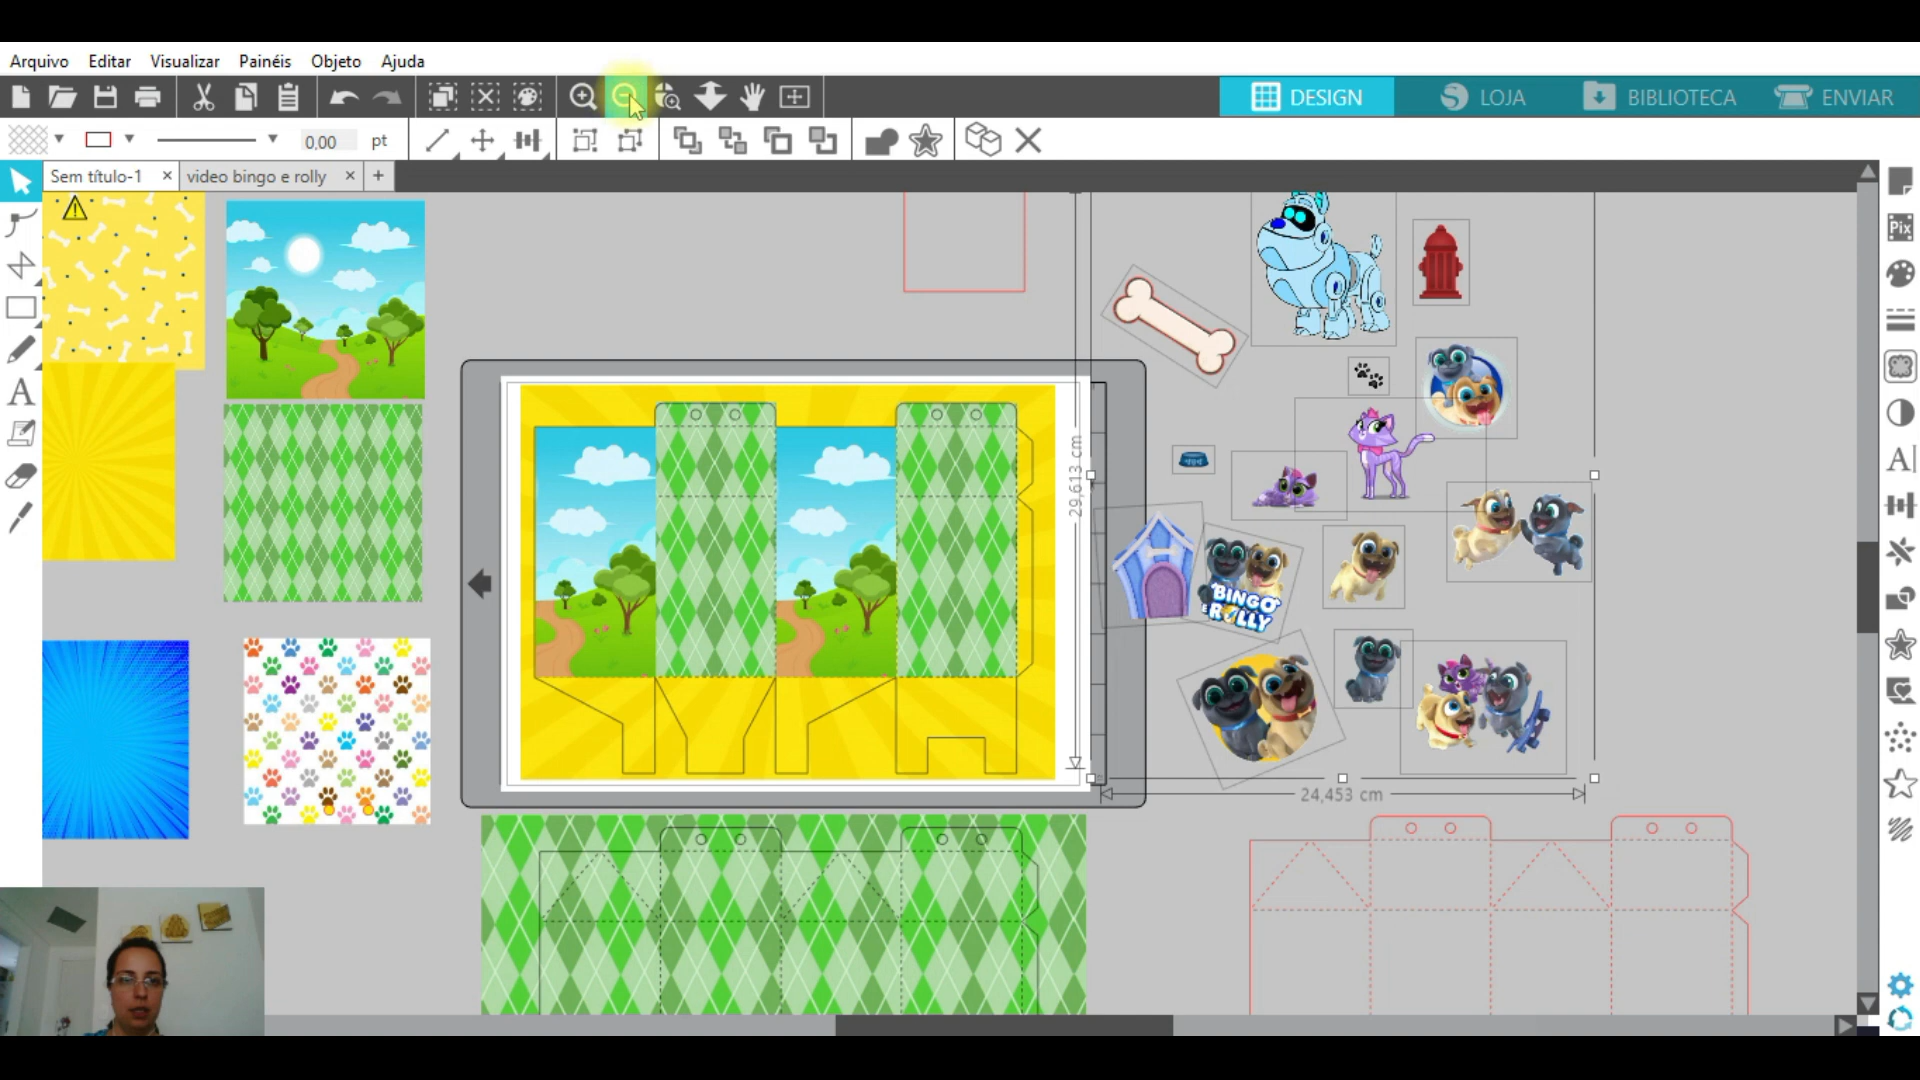 Arquivo Editar Visualizar Painéis Objeto Ajuda
DESIGN LOJA BIBLIOTECA ENVIAR
0,00 pt
Sem título-1 × video bingo e rolly × +
Pix
29,613 cm
BINGO
E ROLLY
24,453 cm